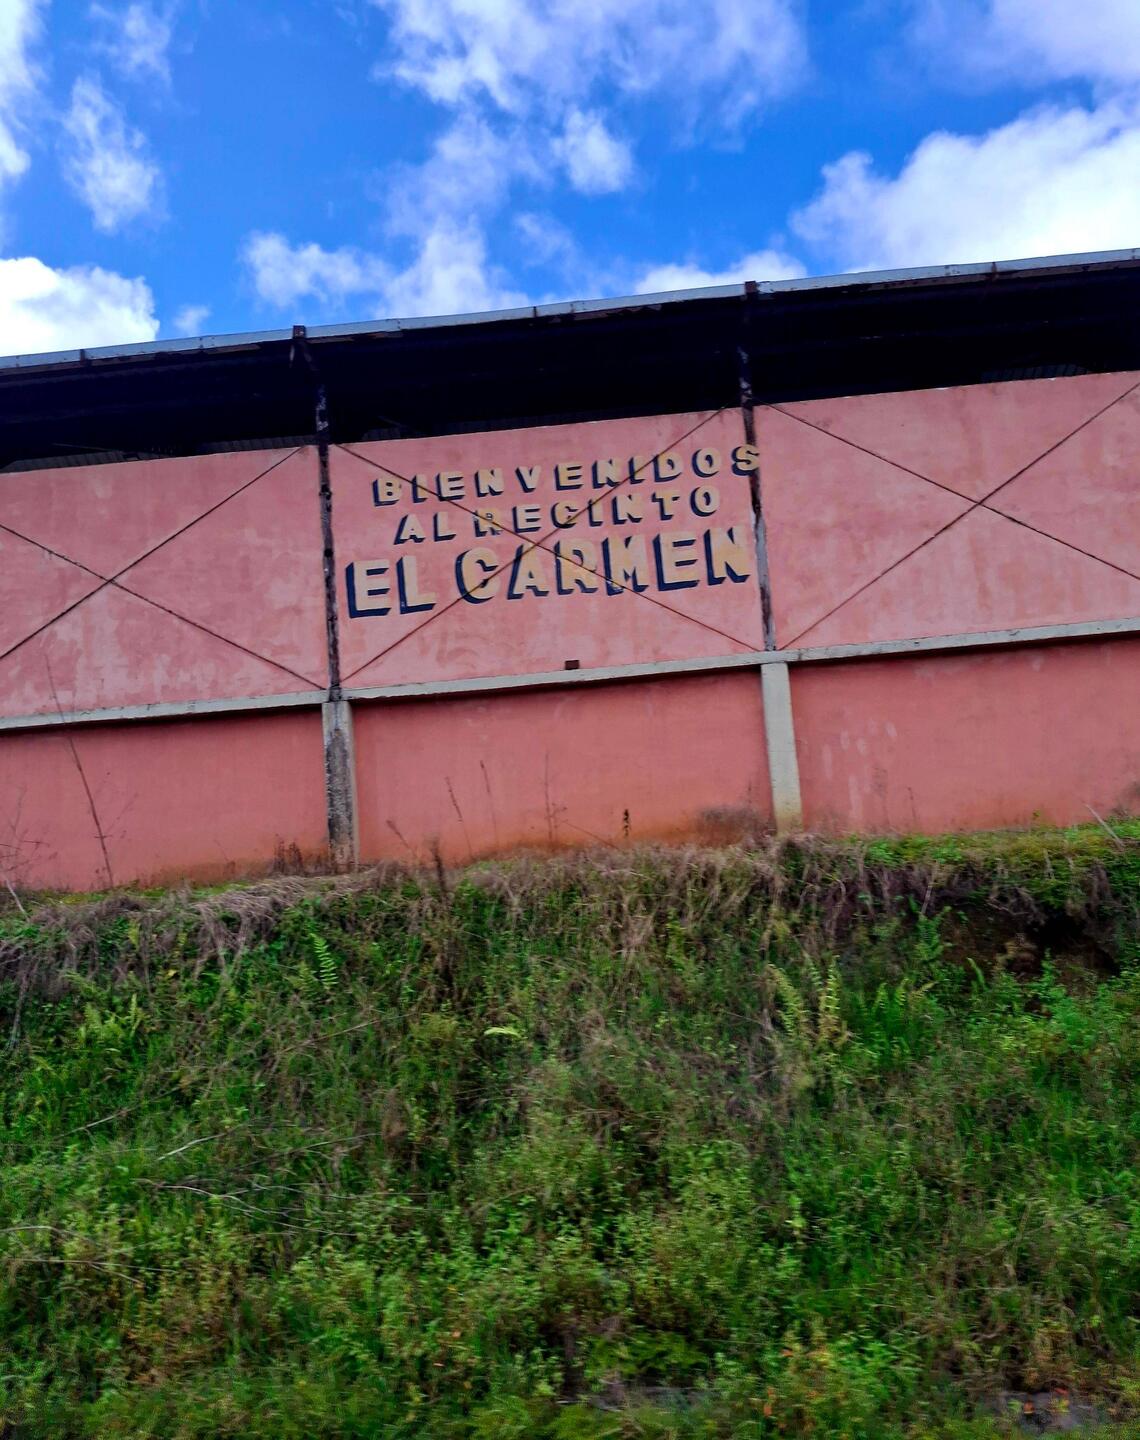 BIENVENIDOS
AL RECINTO
EL CARMEN